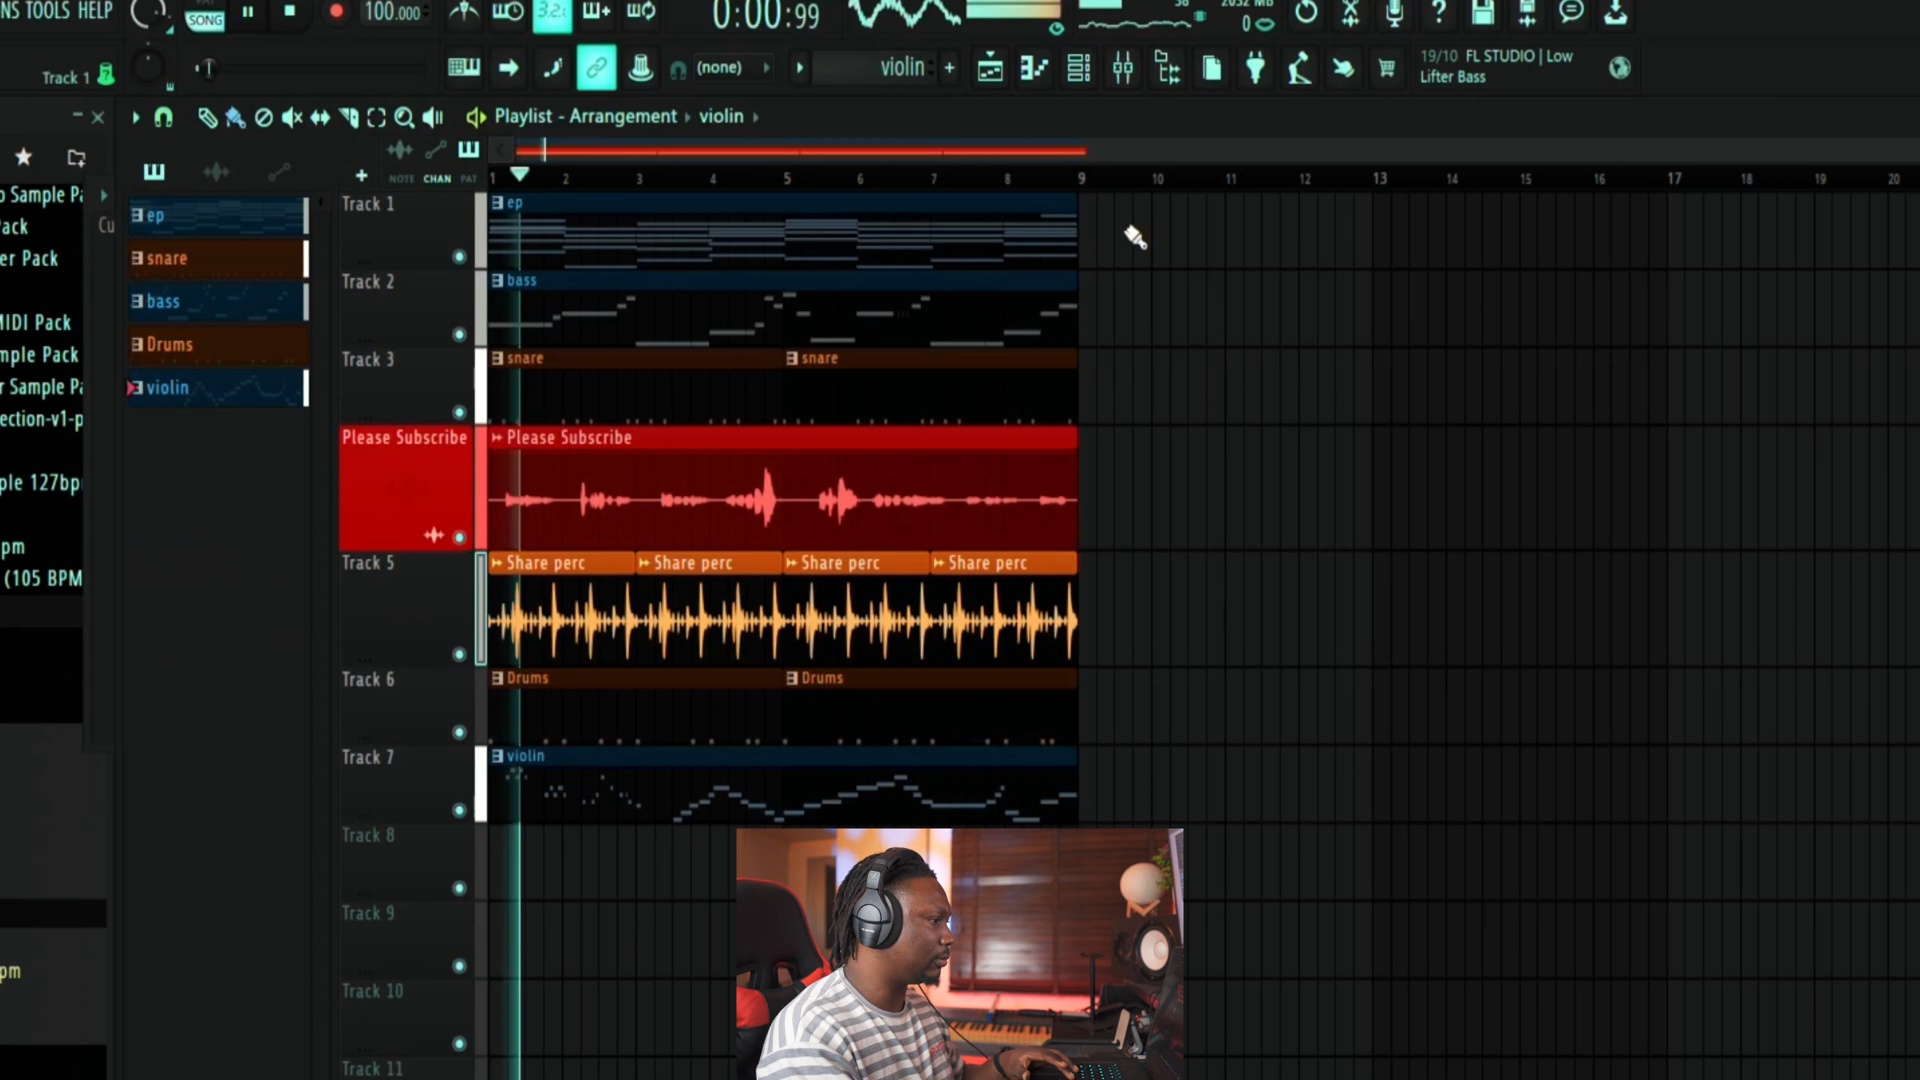 NS TOOLS HELP
SONG
100.000
3.2.:
0:00:99
2032 MB
0
Track 1
(none)
violin
19/10 FL STUDIO | Low
Lifter Bass
Playlist - Arrangement › violin ›
NOTE CHAN PAT
1 2 3 4 5 6 7 8 9 10 11 12 13 14 15 16 17 18 19 20
o Sample Pa
Pack
er Pack
MIDI Pack
mple Pack
r Sample Pa
ection-v1-p
ple 127bp
pm
(105 BPM
pm
Cu
ep
snare
bass
Drums
violin
Track 1
ep
Track 2
bass
Track 3
snare
snare
Please Subscribe
Please Subscribe
Track 5
Share perc
Share perc
Share perc
Share perc
Track 6
Drums
Drums
Track 7
violin
Track 8
Track 9
Track 10
Track 11